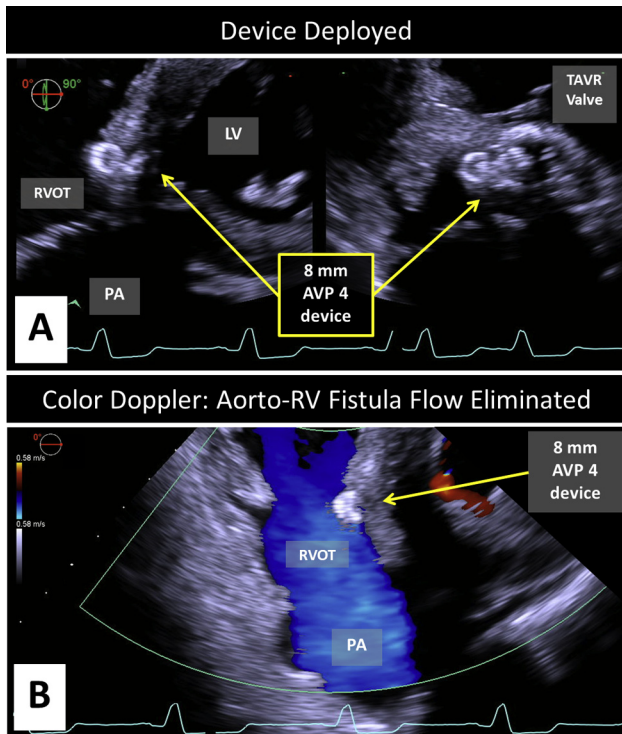 Device Deployed
0°
90°
LV
TAVR
Valve
RVOT
PA
8 mm
AVP 4
device
A
Color Doppler: Aorto-RV Fistula Flow Eliminated
0°
0.58 m/s
0.58 m/s
8 mm
AVP 4
device
RVOT
PA
B